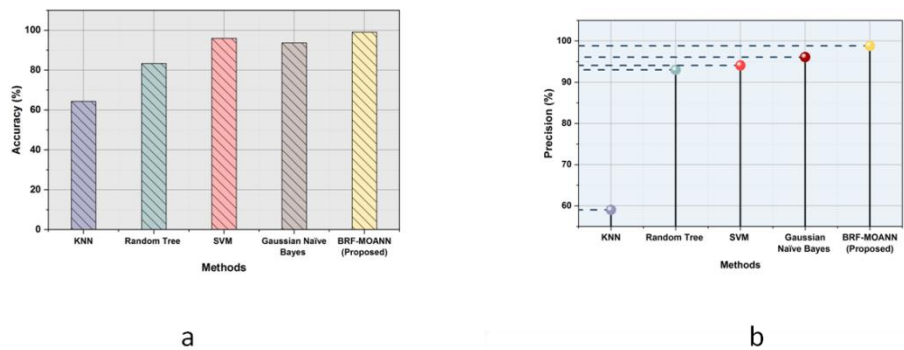 Accuracy (%)
100
80
60
40
20
0
KNN
Random Tree
SVM
Gaussian Naïve
Bayes
BRF-MOANN
(Proposed)
Methods
a
Precision (%)
100
90
80
70
60
KNN
Random Tree
SVM
Gaussian
Naïve Bayes
BRF-MOANN
(Proposed)
Methods
b